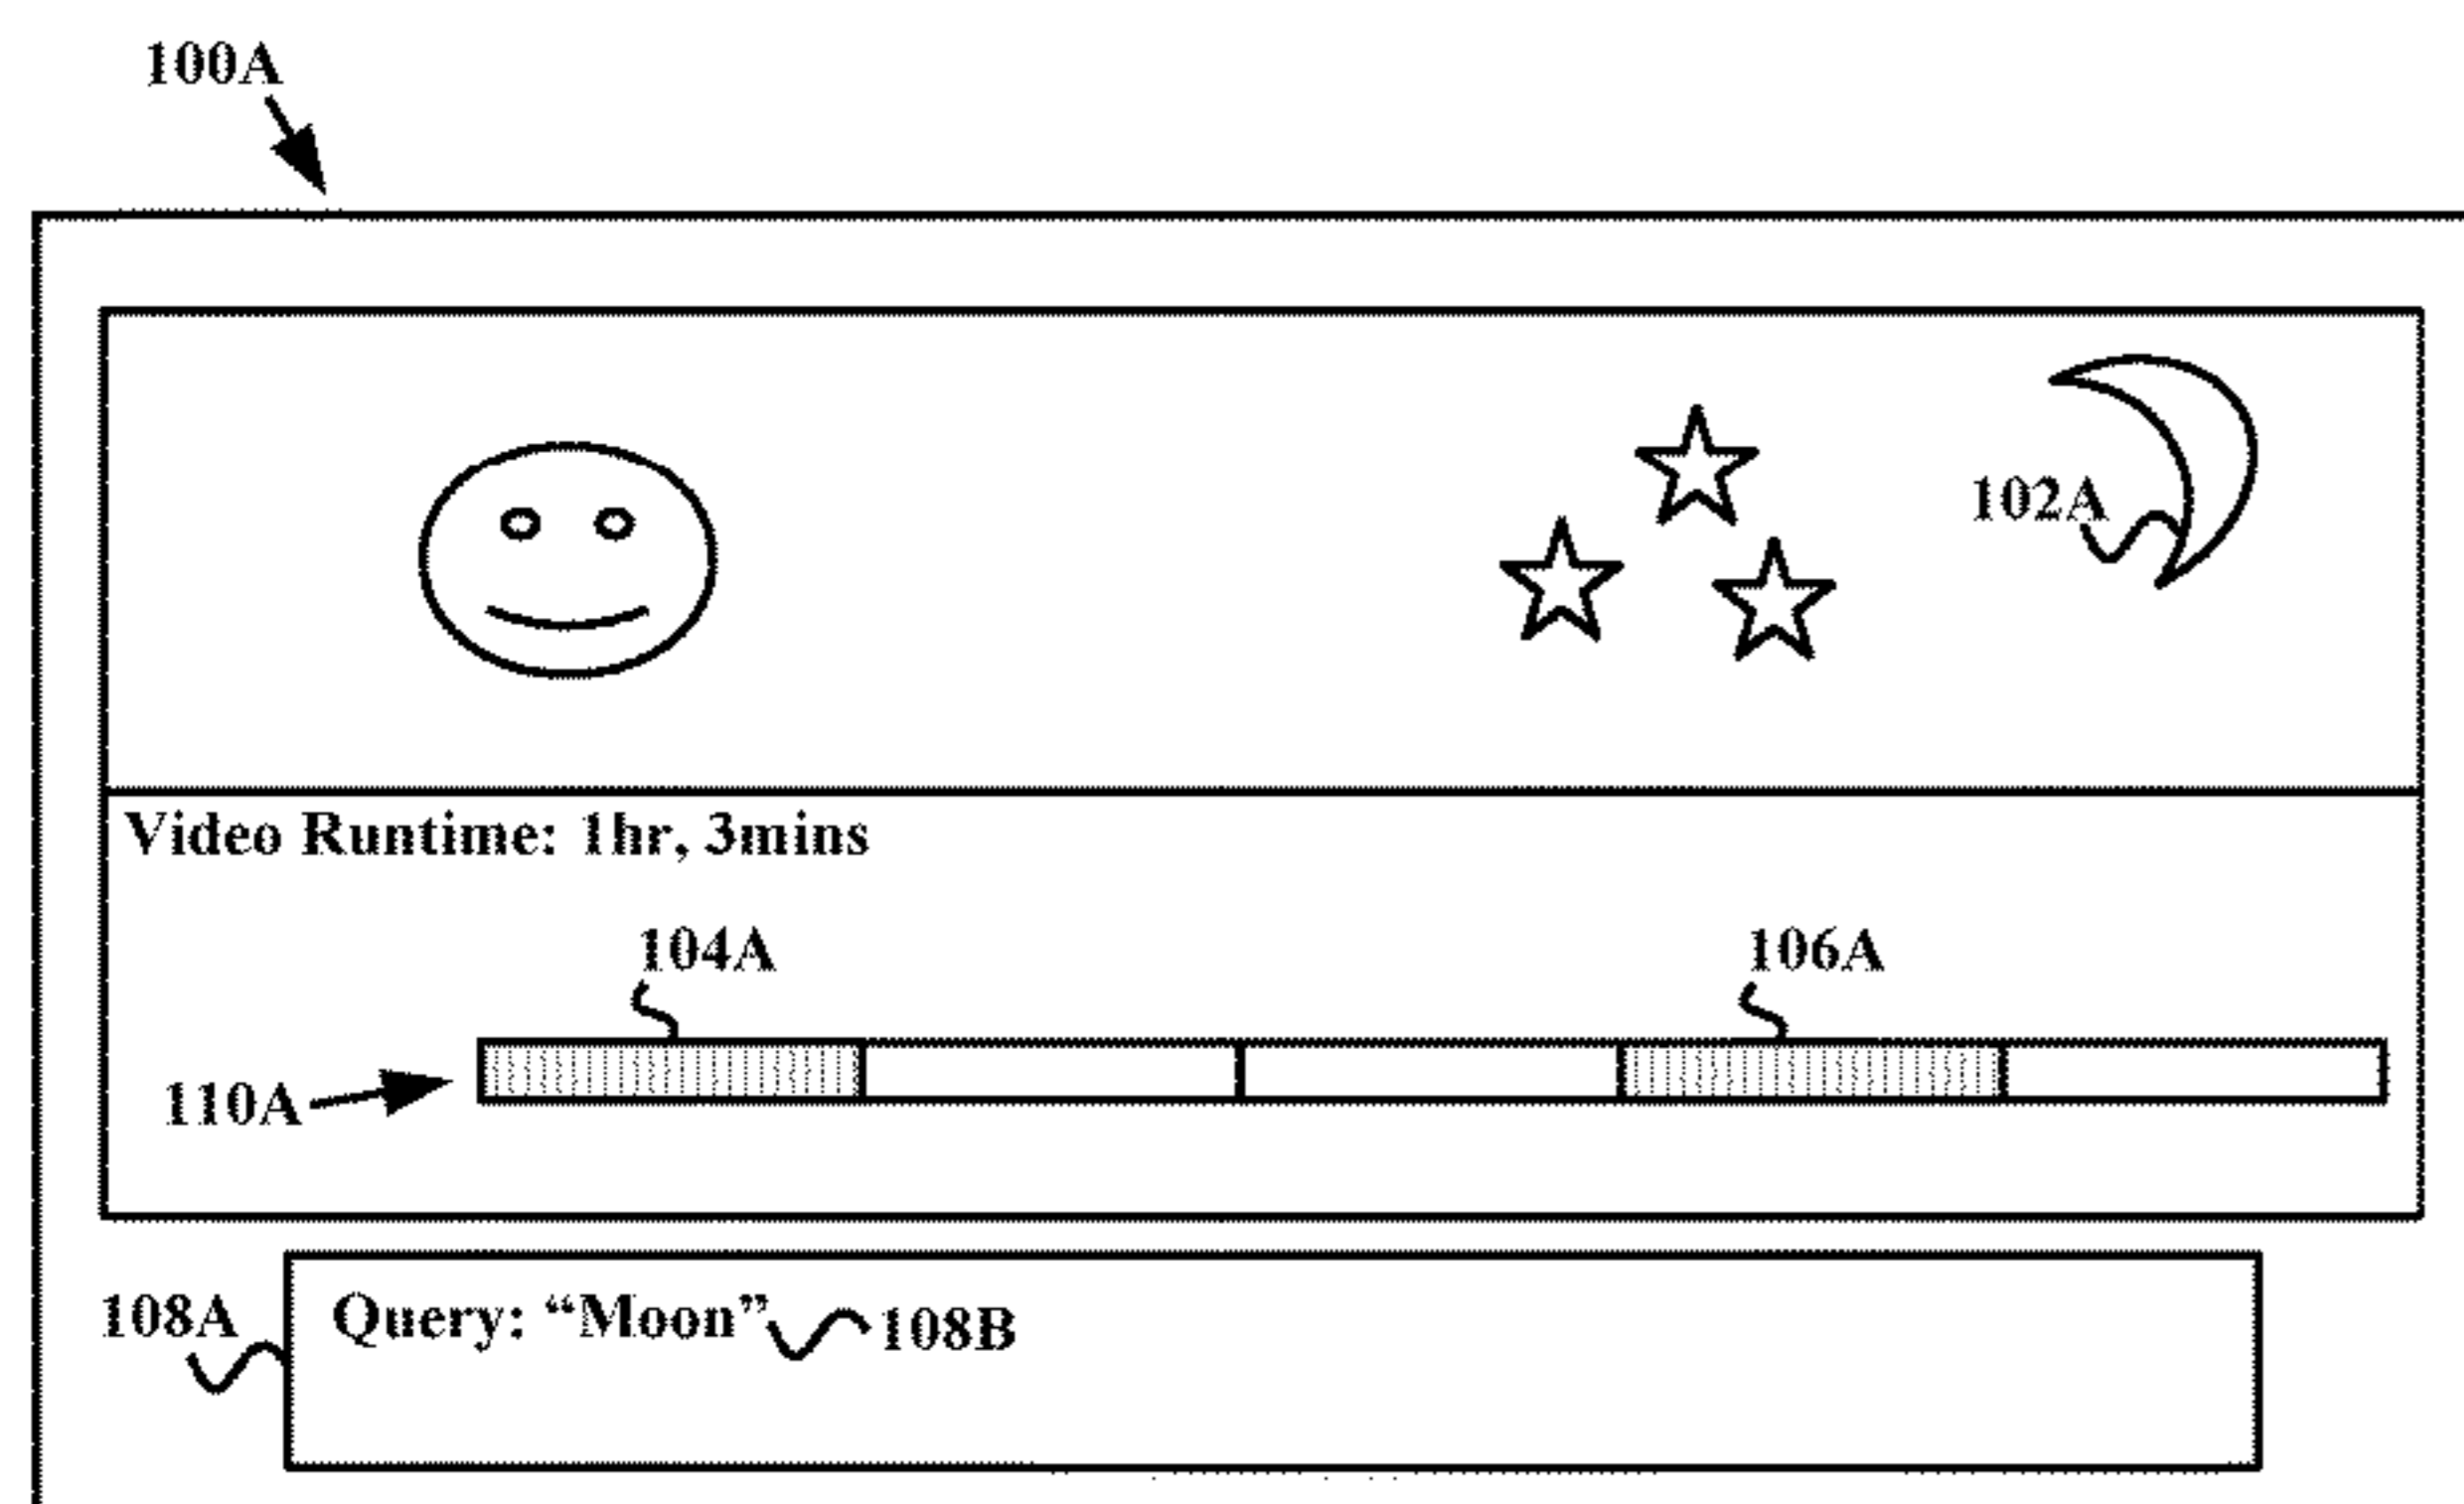 100A
102A
Video Runtime: 1hr, 3mins
104A
106A
110A
108A
Query: “Moon”
108B